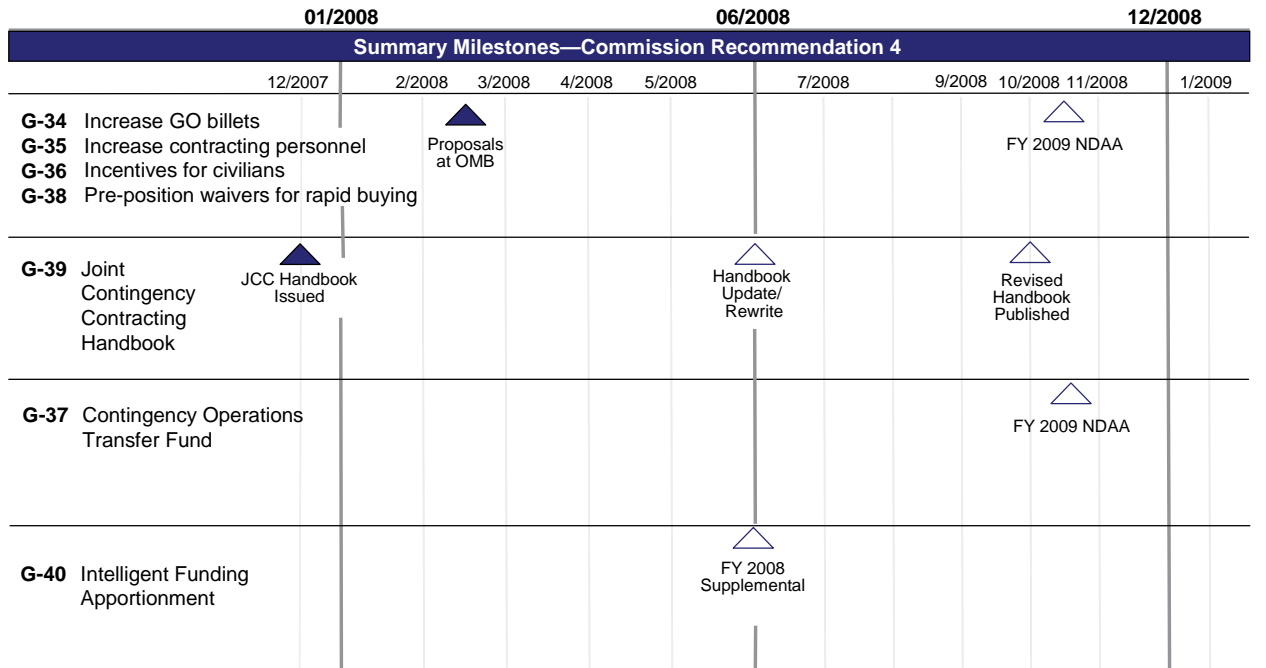 01/2008 06/2008 12/2008
Summary Milestones—Commission Recommendation 4
12/2007 2/2008 3/2008 4/2008 5/2008 7/2008 9/2008 10/2008 11/2008 1/2009
G-34 Increase GO billets
G-35 Increase contracting personnel
G-36 Incentives for civilians
G-38 Pre-position waivers for rapid buying
Proposals
at OMB
FY 2009 NDAA
G-39 Joint
Contingency
Contracting
Handbook
JCC Handbook
Issued
Handbook
Update/
Rewrite
Revised
Handbook
Published
G-37 Contingency Operations
Transfer Fund
FY 2009 NDAA
G-40 Intelligent Funding
Apportionment
FY 2008
Supplemental